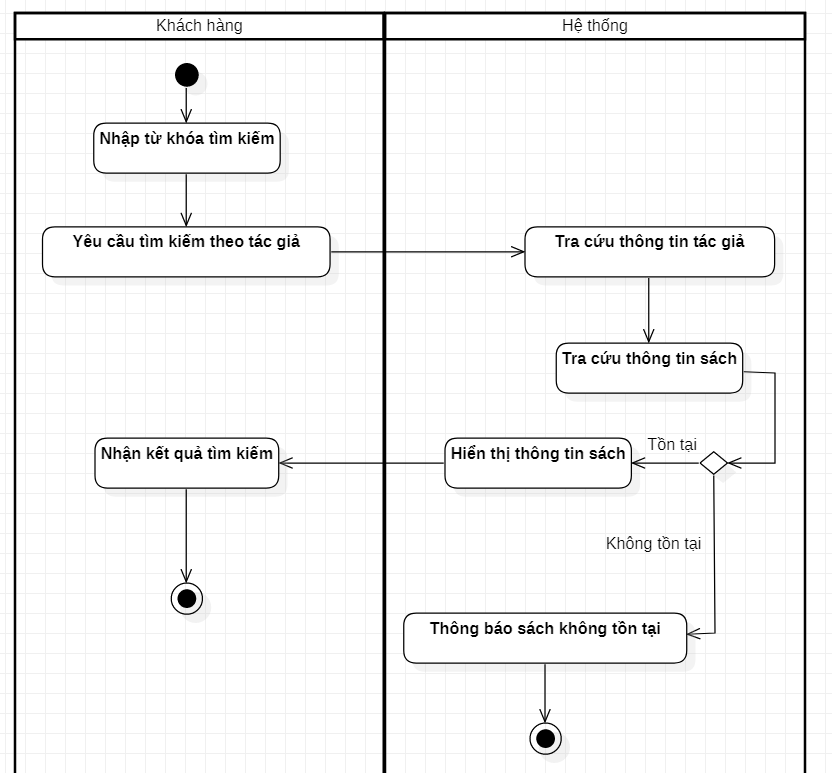 Khách hàng
Hệ thống
Nhập từ khóa tìm kiếm
Yêu cầu tìm kiếm theo tác giả
Tra cứu thông tin tác giả
Tra cứu thông tin sách
Tồn tại
Hiển thị thông tin sách
Nhận kết quả tìm kiếm
Không tồn tại
Thông báo sách không tồn tại